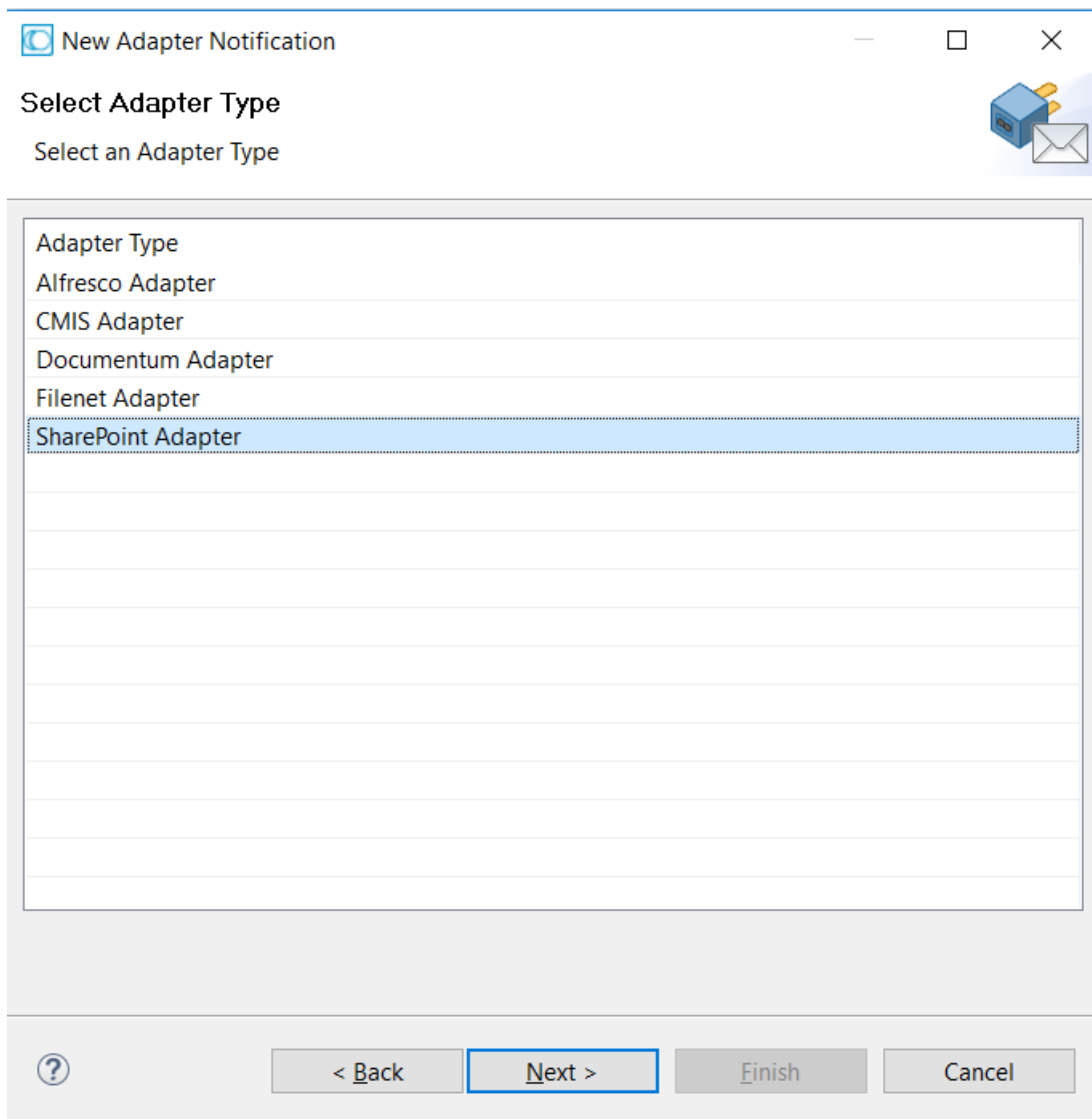 New Adapter Notification
Select Adapter Type
Select an Adapter Type
Adapter Type
Alfresco Adapter
CMIS Adapter
Documentum Adapter
Filenet Adapter
SharePoint Adapter
? < Back Next > Finish Cancel